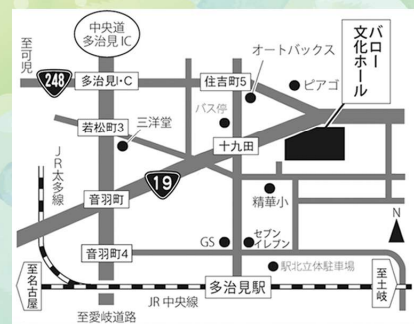 中央道
多治見IC
至可児
248
多治見I・C
住吉町5
オートバックス
ピアゴ
バロー
文化ホール
バス停
若松町3
三洋堂
十九田
JR太多線
19
音羽町
精華小
N
音羽町4
GS
セブン
イレブン
駅北立体駐車場
至名古屋
多治見駅
至土岐
JR中央線
至愛岐道路